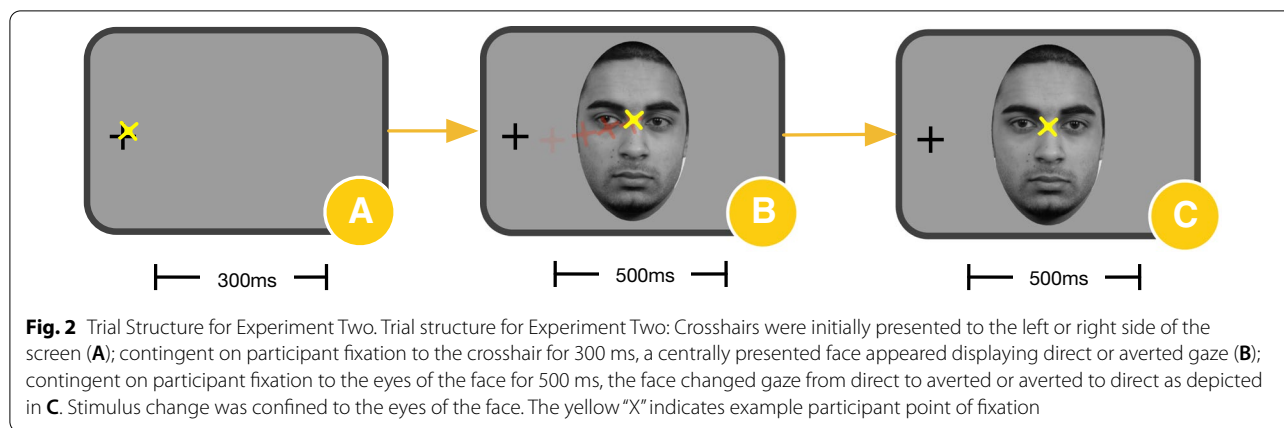 A
B
C
300ms
500ms
500ms
Fig. 2 Trial Structure for Experiment Two. Trial structure for Experiment Two: Crosshairs were initially presented to the left or right side of the
screen (A); contingent on participant fixation to the crosshair for 300 ms, a centrally presented face appeared displaying direct or averted gaze (B);
contingent on participant fixation to the eyes of the face for 500 ms, the face changed gaze from direct to averted or averted to direct as depicted
in C. Stimulus change was confined to the eyes of the face. The yellow “X” indicates example participant point of fixation